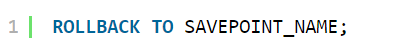 1 ROLLBACK TO SAVEPOINT_NAME;